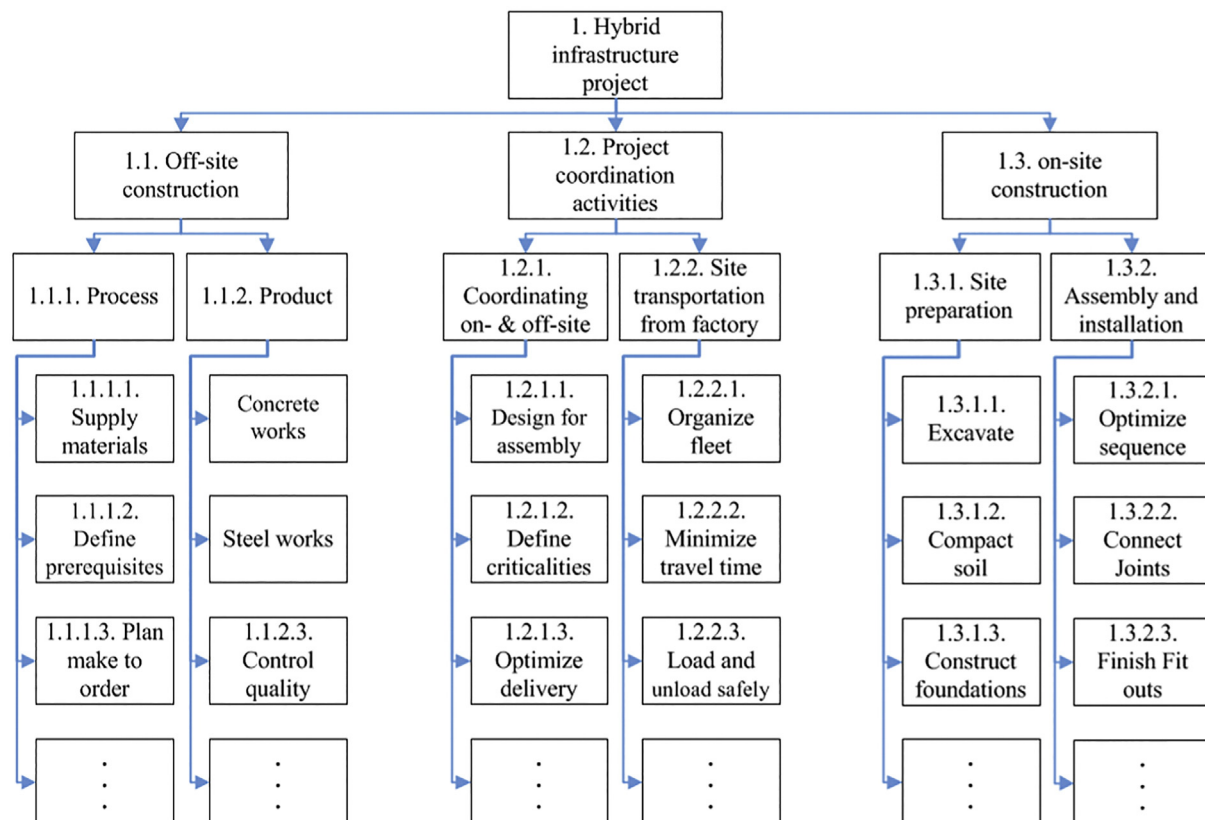 1. Hybrid
infrastructure
project
1.1. Off-site
construction
1.2. Project
coordination
activities
1.3. on-site
construction
1.1.1. Process
1.1.2. Product
1.2.1.
Coordinating
on- & off-site
1.2.2. Site
transportation
from factory
1.3.1. Site
preparation
1.3.2.
Assembly and
installation
1.1.1.1.
Supply
materials
Concrete
works
1.2.1.1.
Design for
assembly
1.2.2.1.
Organize
fleet
1.3.1.1.
Excavate
1.3.2.1.
Optimize
sequence
1.1.1.2.
Define
prerequisites
Steel works
1.2.1.2.
Define
criticalities
1.2.2.2.
Minimize
travel time
1.3.1.2.
Compact
soil
1.3.2.2.
Connect
Joints
1.1.1.3. Plan
make to
order
1.1.2.3.
Control
quality
1.2.1.3.
Optimize
delivery
1.2.2.3.
Load and
unload safely
1.3.1.3.
Construct
foundations
1.3.2.3.
Finish Fit
outs